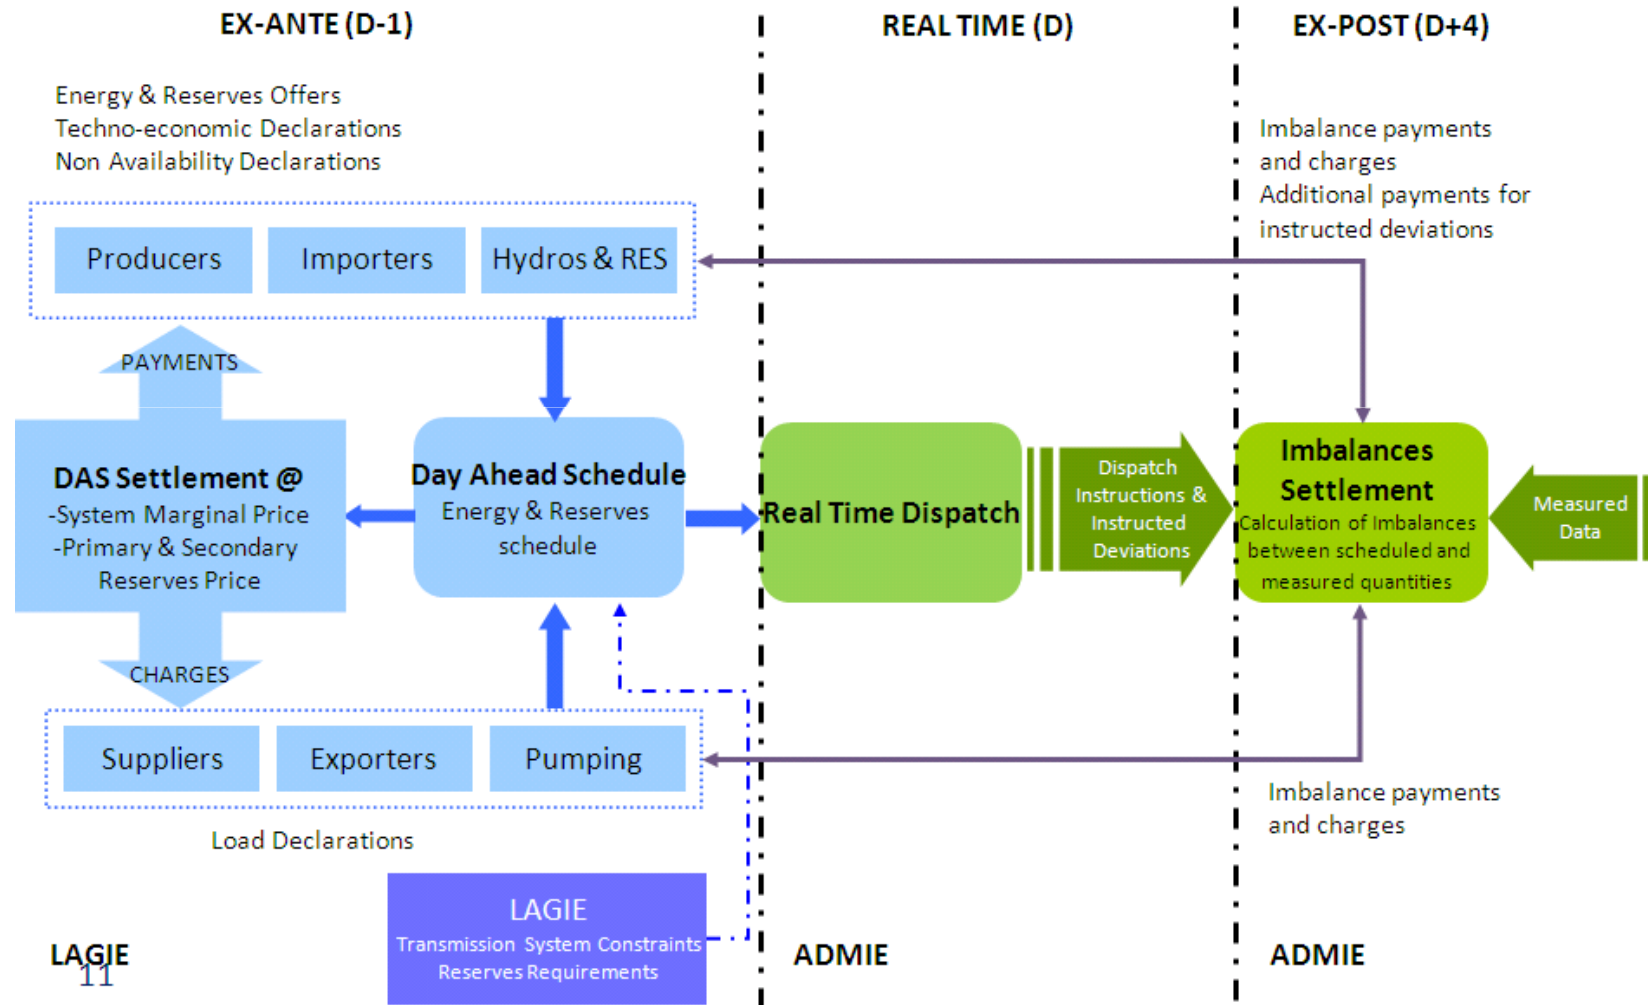 EX-ANTE (D-1)
REAL TIME (D)
EX-POST (D+4)
Energy & Reserves Offers
Techno-economic Declarations
Non Availability Declarations
Imbalance payments
and charges
Additional payments for
instructed deviations
Producers
Importers
Hydros & RES
PAYMENTS
DAS Settlement @
-System Marginal Price
-Primary & Secondary
Reserves Price
Day Ahead Schedule
Energy & Reserves
schedule
Real Time Dispatch
Dispatch
Instructions &
Instructed
Deviations
Imbalances
Settlement
Calculation of Imbalances
between scheduled and
measured quantities
Measured
Data
CHARGES
Suppliers
Exporters
Pumping
Load Declarations
Imbalance payments
and charges
LAGIE
Transmission System Constraints
Reserves Requirements
LAGIE
11
ADMIE
ADMIE